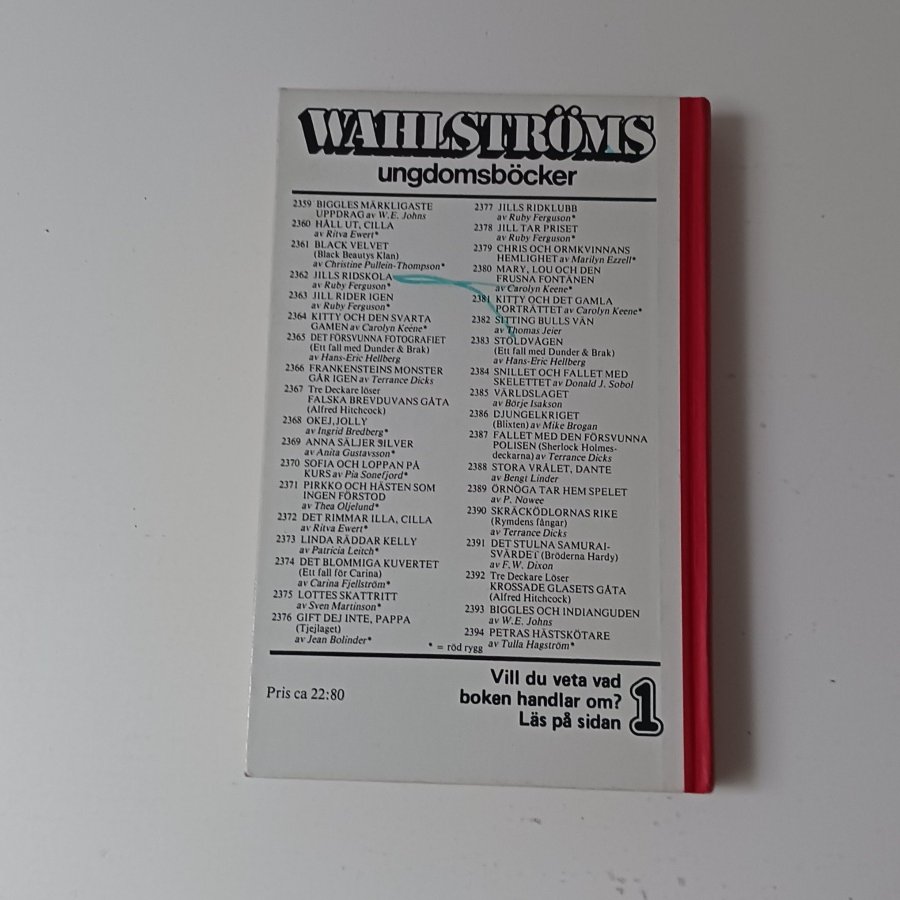 WAHLSTRÖMS
ungdomsböcker
2359 BIGGLES MÄRKLIGASTE
UPPDRAG av W.E. Johns
2360 HÅLL UT, CILLA
av Ritva Ewert*
2361 BLACK VELVET
(Black Beautys Klan)
av Christine Pullein-Thompson*
2362 JILLS RIDSKOLA
av Ruby Ferguson*
2363 JILL RIDER IGEN
av Ruby Ferguson*
2364 KITTY OCH DEN SVARTA
GAMEN av Carolyn Keene*
2365 DET FÖRSVUNNA FOTOGRAFIET
(Ett fall med Dunder & Brak)
av Hans-Eric Hellberg
2366 FRANKENSTEINS MONSTER
GÅR IGEN av Terrance Dicks
2367 Tre Deckare löser
FALSKA BREVDUVANS GÅTA
(Alfred Hitchcock)
2368 OKEJ, JOLLY
av Ingrid Bredberg*
2369 ANNA SÄLJER SILVER
av Anita Gustavsson*
2370 SOFIA OCH LOPPAN PÅ
KURS av Pia Sonefjord*
2371 PIRKKO OCH HÄSTEN SOM
INGEN FÖRSTOD
av Thea Oljelund*
2372 DET RIMMAR ILLA, CILLA
av Ritva Ewert*
2373 LINDA RÄDDAR KELLY
av Patricia Leitch*
2374 DET BLOMMIGA KUVERTET
(Ett fall för Carina)
av Carina Fjellström*
2375 LOTTES SKATTRITT
av Sven Martinson*
2376 GIFT DEJ INTE, PAPPA
(Tjejlaget)
av Jean Bolinder*
2377 JILLS RIDKLUBB
av Ruby Ferguson*
2378 JILL TAR PRISET
av Ruby Ferguson*
2379 CHRIS OCH ORMKVINNANS
HEMLIGHET av Marilyn Ezzell*
2380 MARY, LOU OCH DEN
FRUSNA FONTÄNEN
av Carolyn Keene*
2381 KITTY OCH DET GAMLA
PORTRÄTTET av Carolyn Keene*
2382 SITTING BULLS VÄN
av Thomas Jeier
2383 STÖLDVÅGEN
(Ett fall med Dunder & Brak)
av Hans-Eric Hellberg
2384 SNILLET OCH FALLET MED
SKELETTET av Donald J. Sobol
2385 VÄRLDSLAGET
av Börje Isakson
2386 DJUNGELKRIGET
(Blixten) av Mike Brogan
2387 FALLET MED DEN FÖRSVUNNA
POLISEN (Sherlock Holmes-
deckarna) av Terrance Dicks
2388 STORA VRÅLET, DANTE
av Bengt Linder
2389 ÖRNÖGA TAR HEM SPELET
av P. Nowee
2390 SKRÄCKÖDLORNAS RIKE
(Rymdens fångar)
av Terrance Dicks
2391 DET STULNA SAMURAI-
SVÄRDET (Bröderna Hardy)
av F.W. Dixon
2392 Tre Deckare Löser
KROSSADE GLASETS GÅTA
(Alfred Hitchcock)
2393 BIGGLES OCH INDIANGUDEN
av W.E. Johns
2394 PETRAS HÄSTSKÖTARE
av Tulla Hagström*
* = röd rygg
Pris ca 22:80
Vill du veta vad
boken handlar om?
Läs på sidan 1